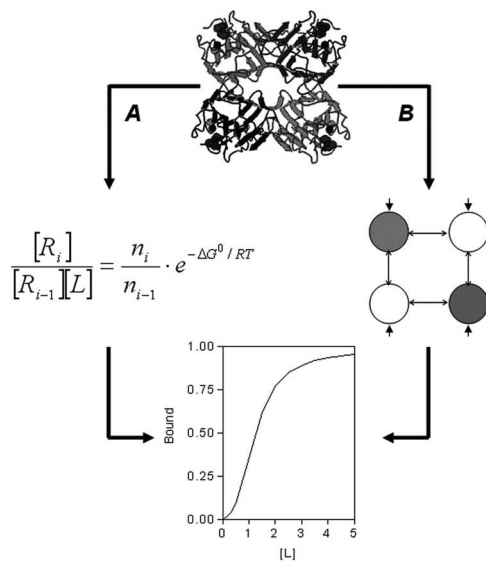 A
B
[R_i] / [R_{i-1}][L] = n_i / n_{i-1} · e^{-ΔG^0 / RT}
1.00
0.75
0.50
0.25
0.00
Bound
0 1 2 3 4 5
[L]